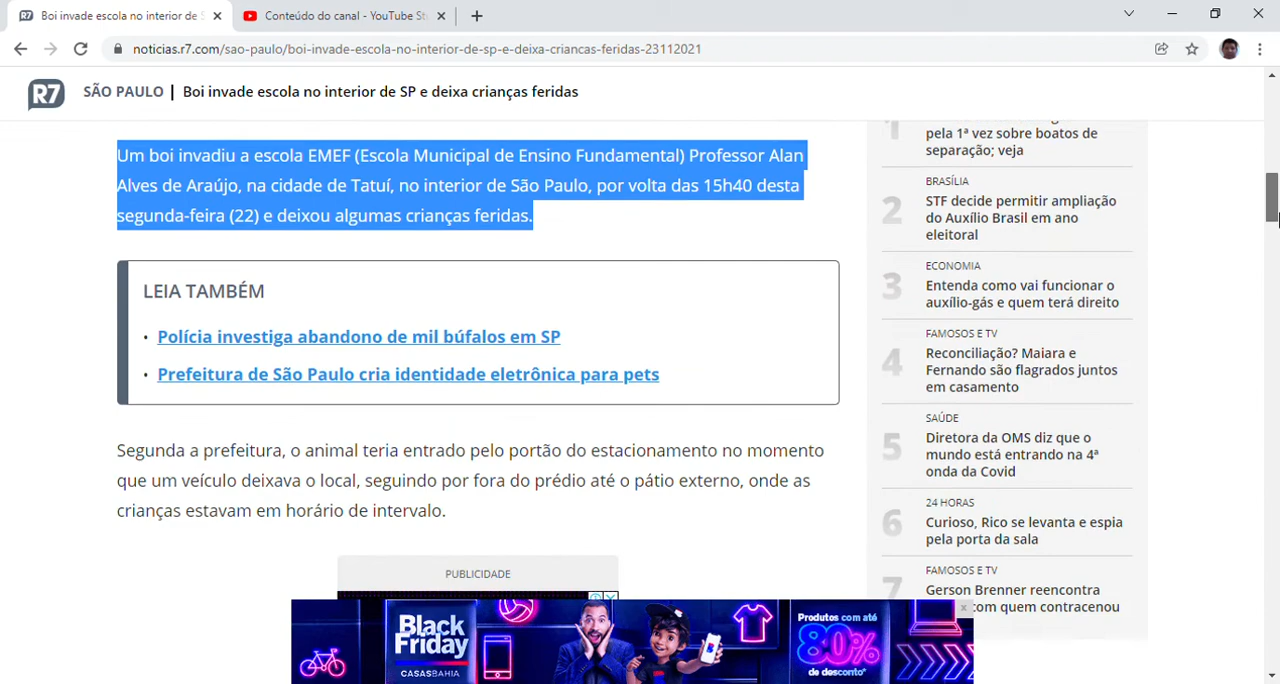 Boi invade escola no interior de S
Conteúdo do canal - YouTube St
noticias.r7.com/sao-paulo/boi-invade-escola-no-interior-de-sp-e-deixa-criancas-feridas-23112021
R7 SÃO PAULO | Boi invade escola no interior de SP e deixa crianças feridas
Um boi invadiu a escola EMEF (Escola Municipal de Ensino Fundamental) Professor Alan
Alves de Araújo, na cidade de Tatuí, no interior de São Paulo, por volta das 15h40 desta
segunda-feira (22) e deixou algumas crianças feridas.
LEIA TAMBÉM
• Polícia investiga abandono de mil búfalos em SP
• Prefeitura de São Paulo cria identidade eletrônica para pets
Segunda a prefeitura, o animal teria entrado pelo portão do estacionamento no momento
que um veículo deixava o local, seguindo por fora do prédio até o pátio externo, onde as
crianças estavam em horário de intervalo.
PUBLICIDADE
1
pela 1ª vez sobre boatos de
separação; veja
BRASÍLIA
2
STF decide permitir ampliação
do Auxílio Brasil em ano
eleitoral
ECONOMIA
3
Entenda como vai funcionar o
auxílio-gás e quem terá direito
FAMOSOS E TV
4
Reconciliação? Maiara e
Fernando são flagrados juntos
em casamento
SAÚDE
5
Diretora da OMS diz que o
mundo está entrando na 4ª
onda da Covid
24 HORAS
6
Curioso, Rico se levanta e espia
pela porta da sala
FAMOSOS E TV
7
Gerson Brenner reencontra
com quem contracenou
Black
Friday
CASASBAHIA
Produtos com até
80%
de desconto*